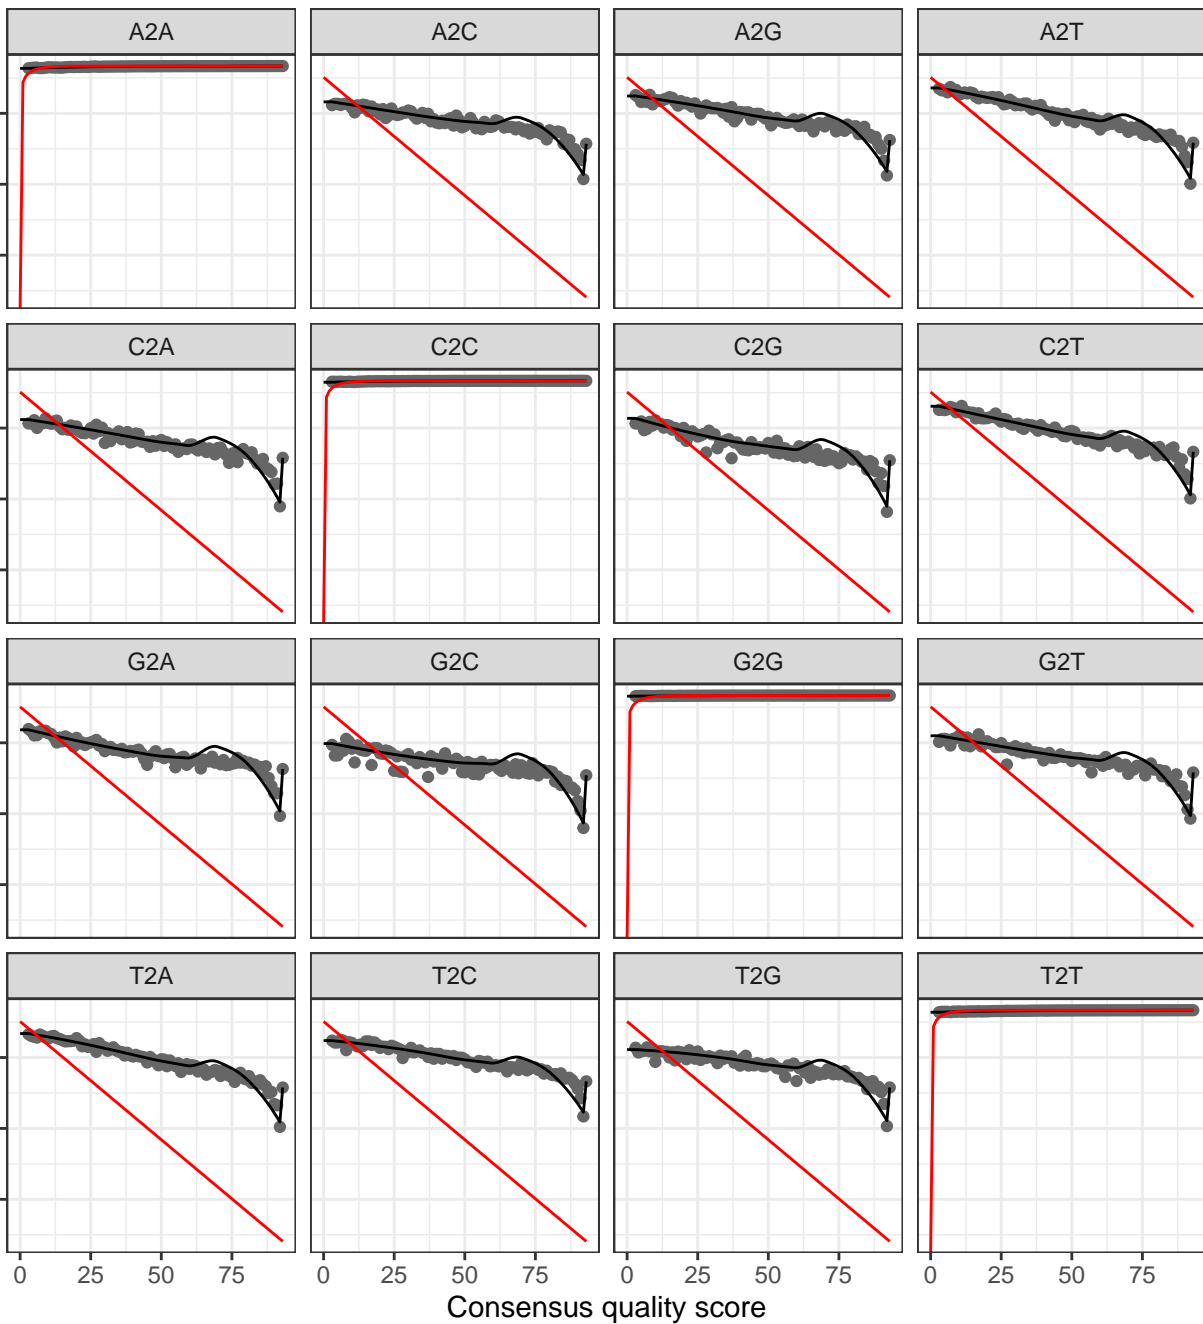 A2A A2C A2G A2T
C2A C2C C2G C2T
G2A G2C G2G G2T
T2A T2C T2G T2T
0 25 50 75 0 25 50 75 0 25 50 75 0 25 50 75
Consensus quality score